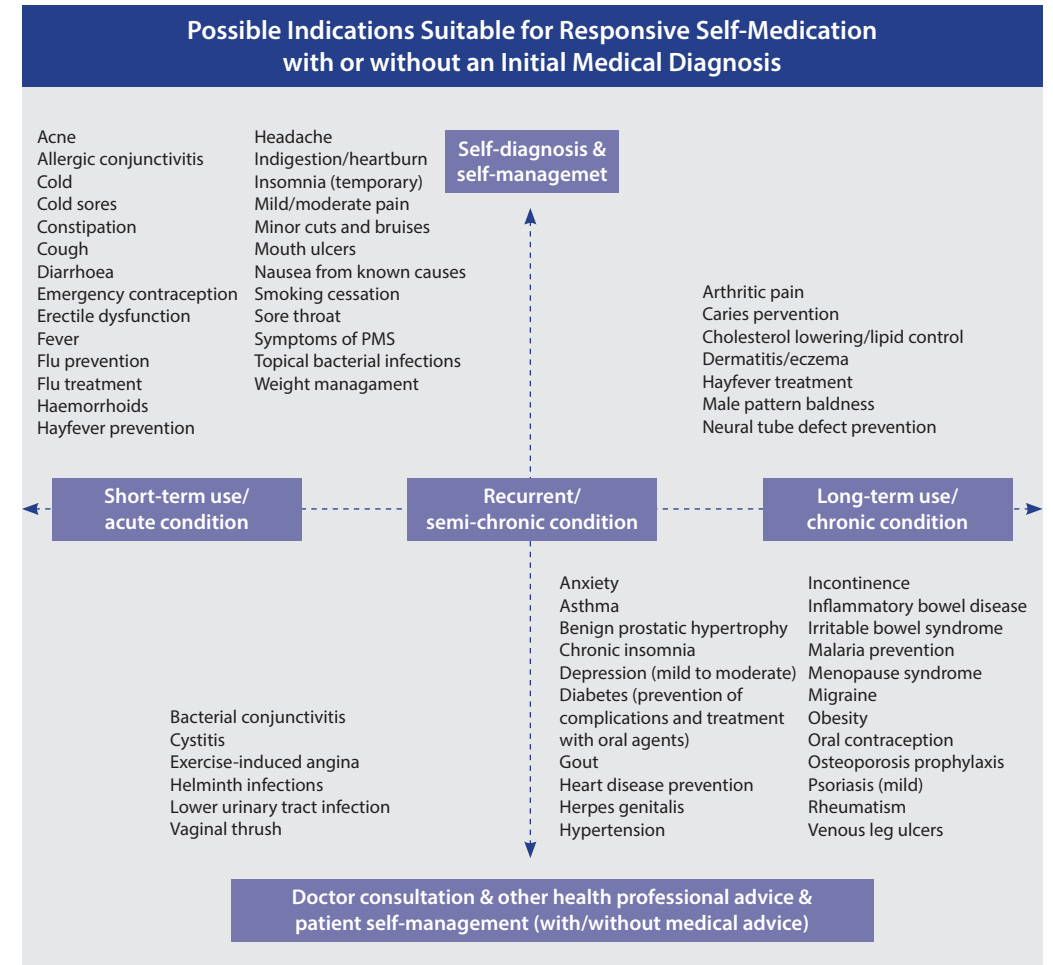 Possible Indications Suitable for Responsive Self-Medication
with or without an Initial Medical Diagnosis
Acne
Allergic conjunctivitis
Cold
Cold sores
Constipation
Cough
Diarrhoea
Emergency contraception
Erectile dysfunction
Fever
Flu prevention
Flu treatment
Haemorrhoids
Hayfever prevention
Headache
Indigestion/heartburn
Insomnia (temporary)
Mild/moderate pain
Minor cuts and bruises
Mouth ulcers
Nausea from known causes
Smoking cessation
Sore throat
Symptoms of PMS
Topical bacterial infections
Weight managament
Self-diagnosis &
self-managemet
Arthritic pain
Caries pervention
Cholesterol lowering/lipid control
Dermatitis/eczema
Hayfever treatment
Male pattern baldness
Neural tube defect prevention
Short-term use/
acute condition
Recurrent/
semi-chronic condition
Long-term use/
chronic condition
Bacterial conjunctivitis
Cystitis
Exercise-induced angina
Helminth infections
Lower urinary tract infection
Vaginal thrush
Anxiety
Asthma
Benign prostatic hypertrophy
Chronic insomnia
Depression (mild to moderate)
Diabetes (prevention of
complications and treatment
with oral agents)
Gout
Heart disease prevention
Herpes genitalis
Hypertension
Incontinence
Inflammatory bowel disease
Irritable bowel syndrome
Malaria prevention
Menopause syndrome
Migraine
Obesity
Oral contraception
Osteoporosis prophylaxis
Psoriasis (mild)
Rheumatism
Venous leg ulcers
Doctor consultation & other health professional advice &
patient self-management (with/without medical advice)